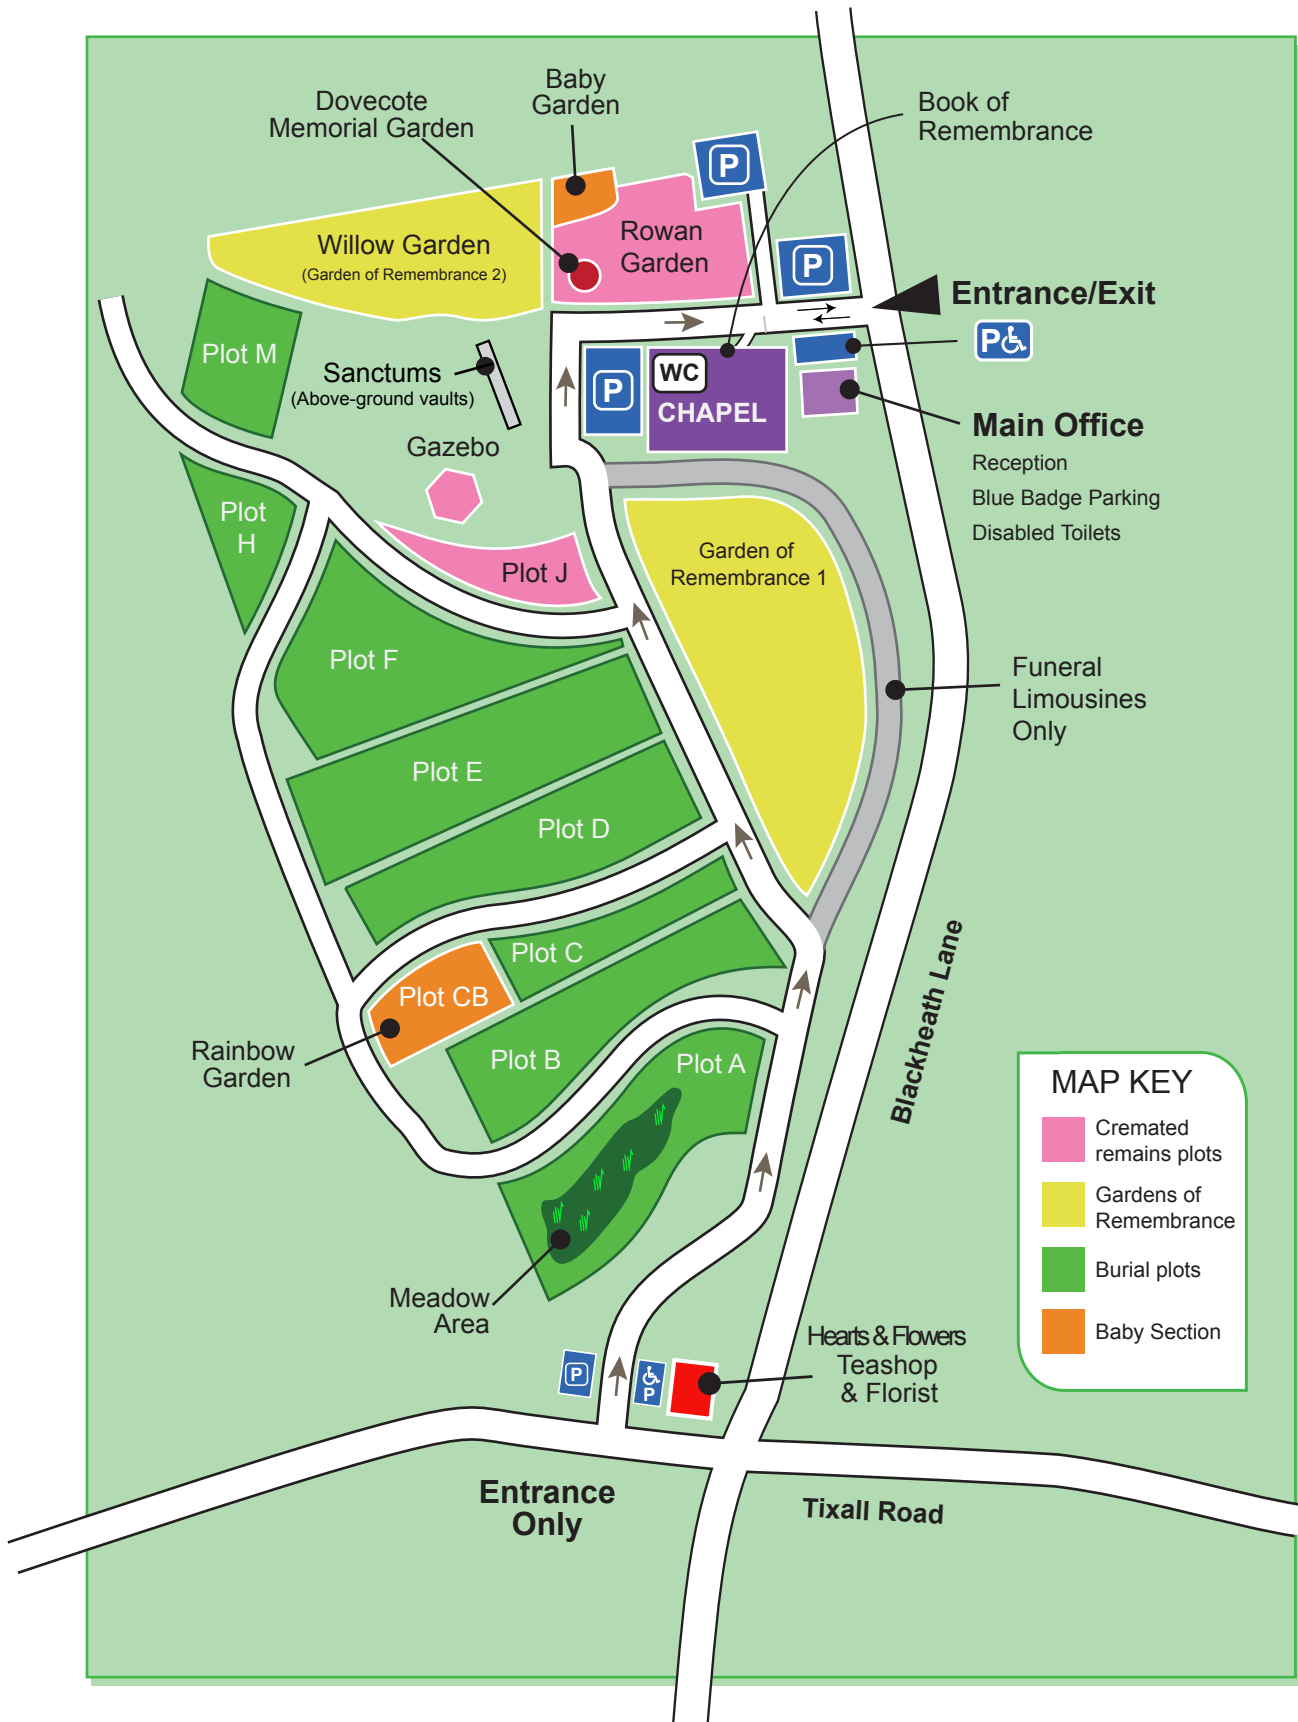 Baby
Garden
Dovecote
Memorial Garden
Book of
Remembrance
P
Rowan
Garden
Willow Garden
(Garden of Remembrance 2)
P
Entrance/Exit
P
Plot M
Sanctums
(Above-ground vaults)
P
WC
CHAPEL
Main Office
Reception
Blue Badge Parking
Disabled Toilets
Gazebo
Plot
H
Plot J
Garden of
Remembrance 1
Plot F
Funeral
Limousines
Only
Plot E
Plot D
Plot C
Plot CB
Rainbow
Garden
Plot B
Plot A
Blackheath Lane
MAP KEY
Cremated
remains plots
Gardens of
Remembrance
Burial plots
Baby Section
Meadow
Area
Hearts & Flowers
Teashop
& Florist
P
P
Entrance
Only
Tixall Road